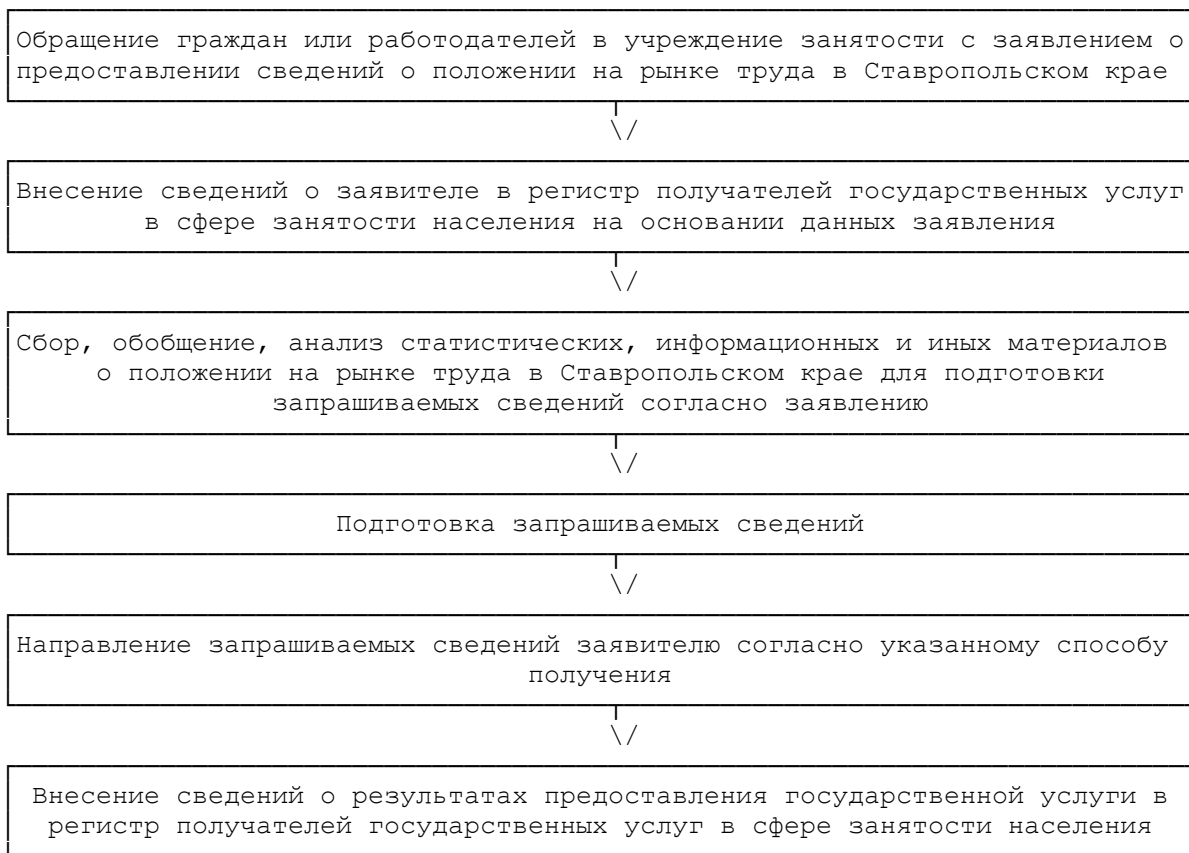 Обращение граждан или работодателей в учреждение занятости с заявлением о
предоставлении сведений о положении на рынке труда в Ставропольском крае
\/
Внесение сведений о заявителе в регистр получателей государственных услуг
в сфере занятости населения на основании данных заявления
\/
Сбор, обобщение, анализ статистических, информационных и иных материалов
о положении на рынке труда в Ставропольском крае для подготовки
запрашиваемых сведений согласно заявлению
\/
Подготовка запрашиваемых сведений
\/
Направление запрашиваемых сведений заявителю согласно указанному способу
получения
\/
Внесение сведений о результатах предоставления государственной услуги в
регистр получателей государственных услуг в сфере занятости населения